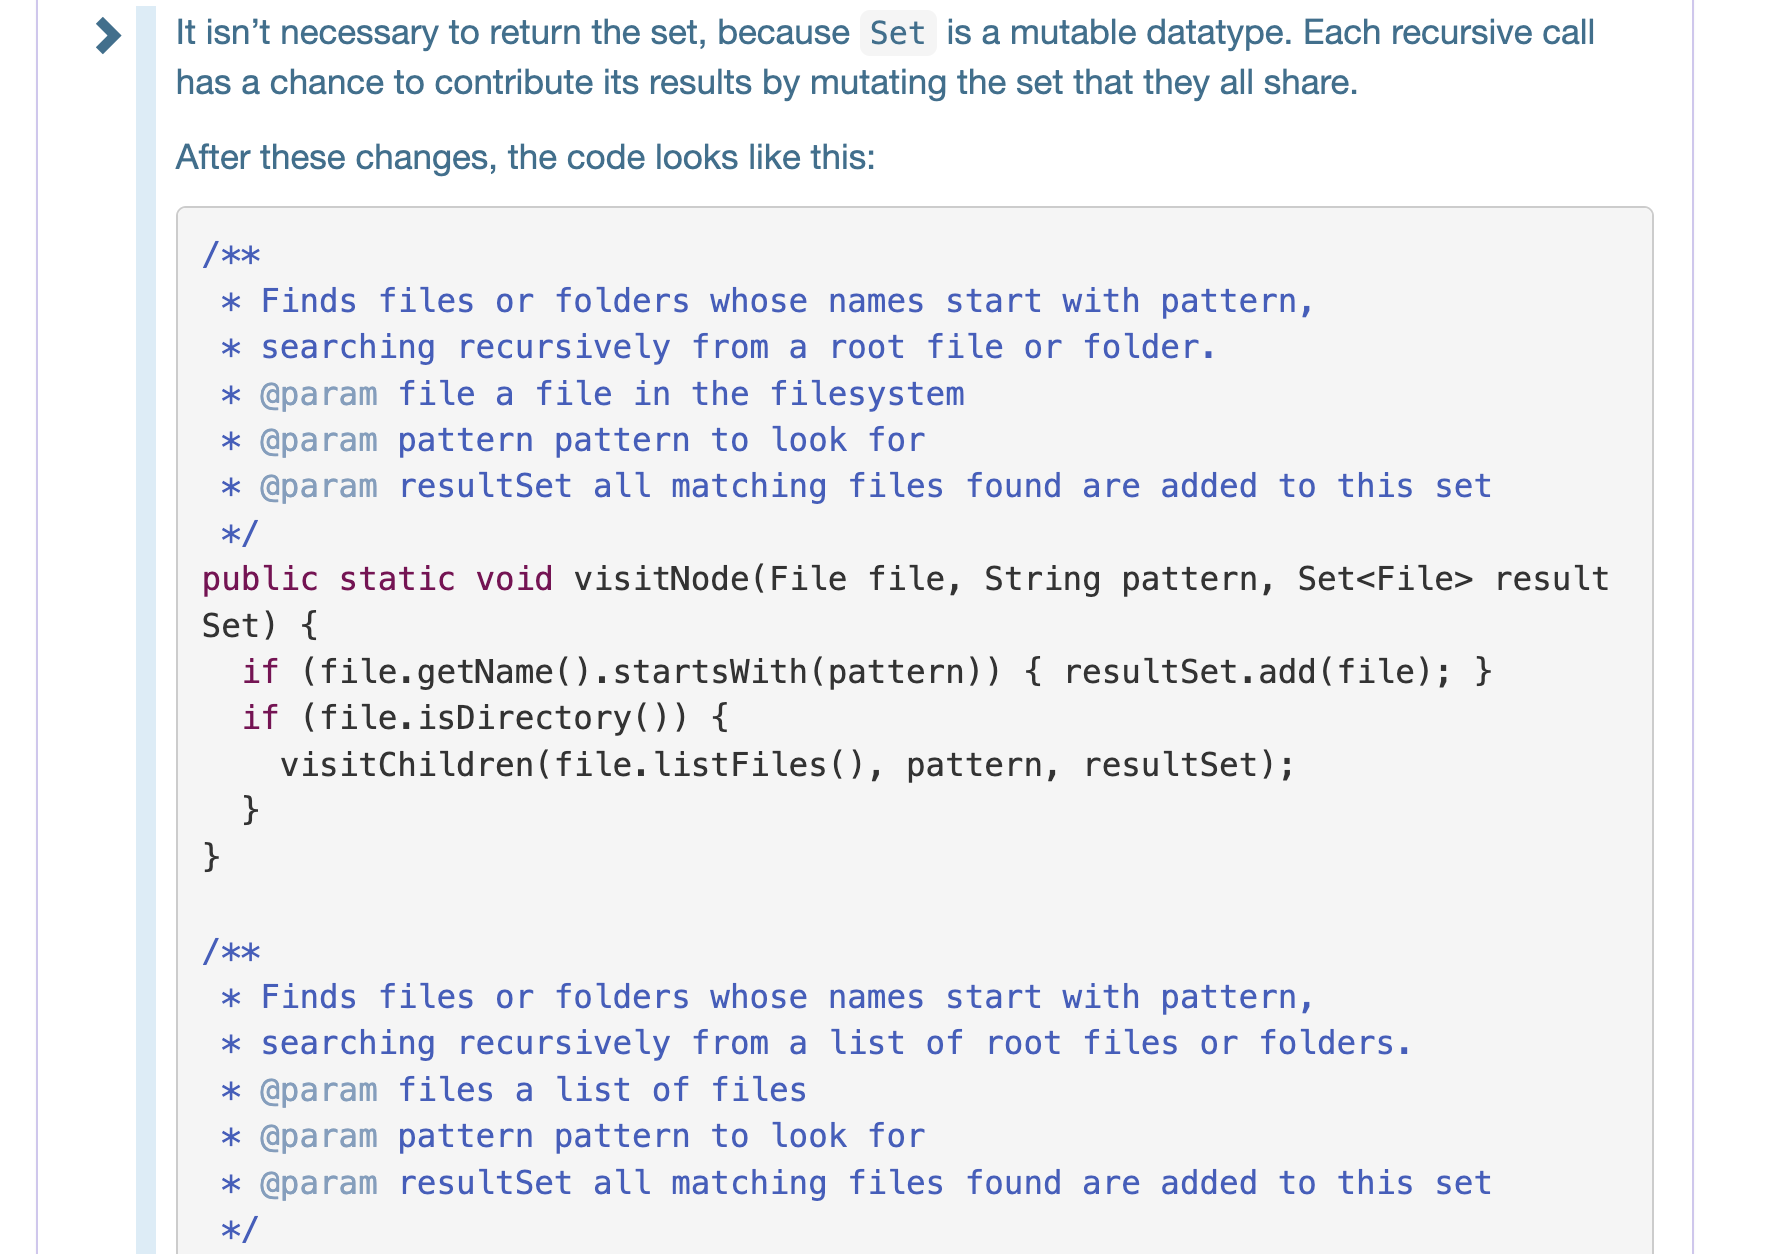 It isn’t necessary to return the set, because Set is a mutable datatype. Each recursive call
has a chance to contribute its results by mutating the set that they all share.
After these changes, the code looks like this:
/**
 * Finds files or folders whose names start with pattern,
 * searching recursively from a root file or folder.
 * @param file a file in the filesystem
 * @param pattern pattern to look for
 * @param resultSet all matching files found are added to this set
 */
public static void visitNode(File file, String pattern, Set<File> result
Set) {
  if (file.getName().startsWith(pattern)) { resultSet.add(file); }
  if (file.isDirectory()) {
    visitChildren(file.listFiles(), pattern, resultSet);
  }
}
/**
 * Finds files or folders whose names start with pattern,
 * searching recursively from a list of root files or folders.
 * @param files a list of files
 * @param pattern pattern to look for
 * @param resultSet all matching files found are added to this set
 */